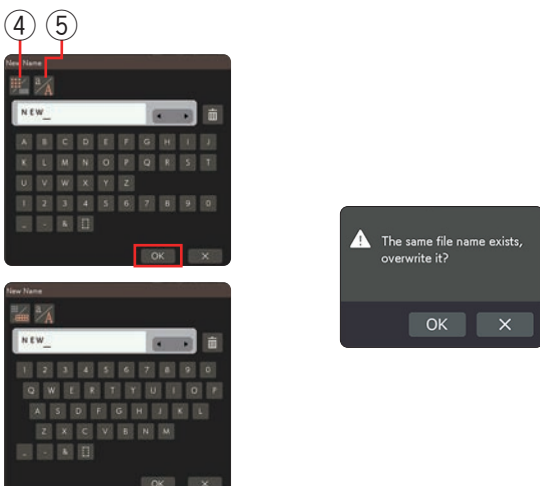 ④ ⑤
New Name
a/A
NEW_
A B C D E F G H I J
K L M N O P Q R S T
U V W X Y Z
1 2 3 4 5 6 7 8 9 0
_ - & []
OK X
New Name
a/A
NEW_
1 2 3 4 5 6 7 8 9 0
Q W E R T Y U I O P
A S D F G H J K L
Z X C V B N M
_ - & []
OK X
The same file name exists,
overwrite it?
OK X